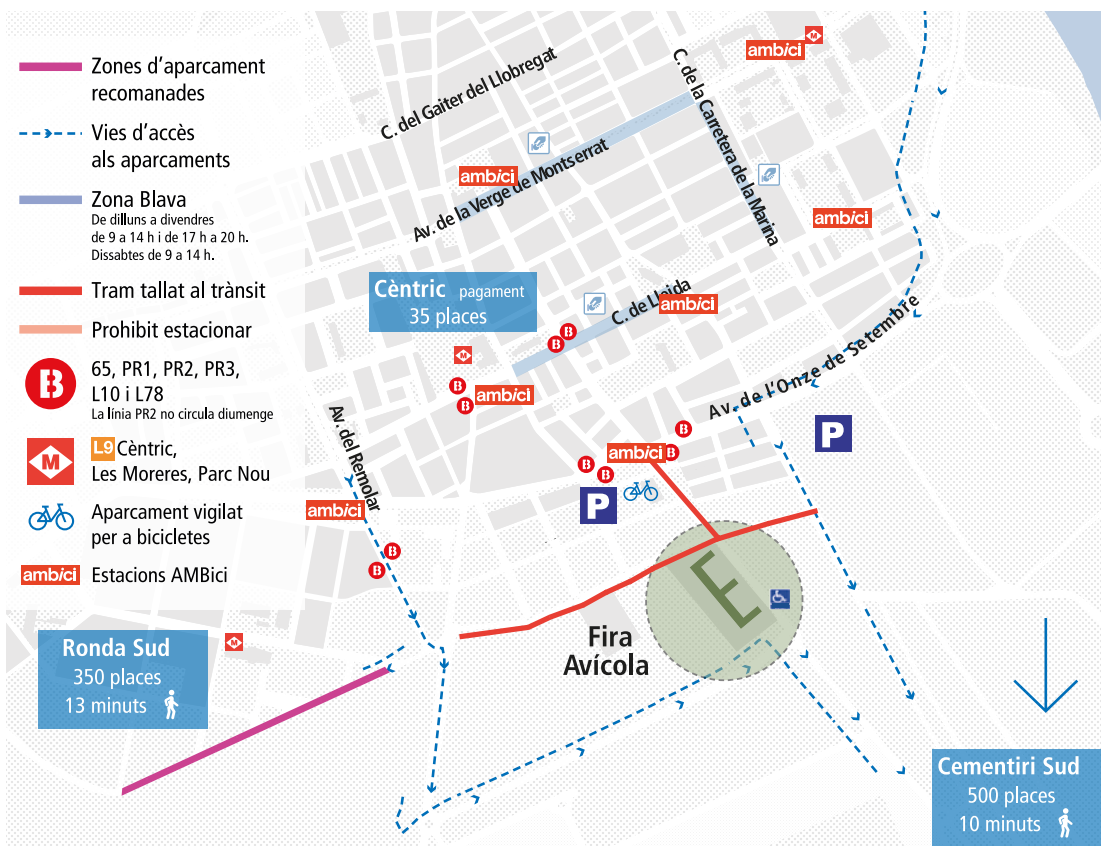 Zones d'aparcament
recomanades
Vies d'accès
als aparcaments
Zona Blava
De dilluns a divendres
de 9 a 14 h i de 17 h a 20 h.
Dissabtes de 9 a 14 h.
Tram tallat al trànsit
Prohibit estacionar
B
65, PR1, PR2, PR3,
L10 i L78
La línia PR2 no circula diumenge
M
L9 Cèntric,
Les Moreres, Parc Nou
Aparcament vigilat
per a bicicletes
ambici
Estacions AMBici
C. del Gaiter del Llobregat
C. de la Carretera de la Marina
ambici
M
ambici
Av. de la Verge de Montserrat
ambici
Cèntric pagament
35 places
C. de Lleida
ambici
B
B
M
B
B
ambici
Av. de l'Onze de Setembre
Av. del Remolar
B
ambici
B
P
B
B
P
ambici
B
B
E
Fira
Avícola
M
Ronda Sud
350 places
13 minuts
Cementiri Sud
500 places
10 minuts